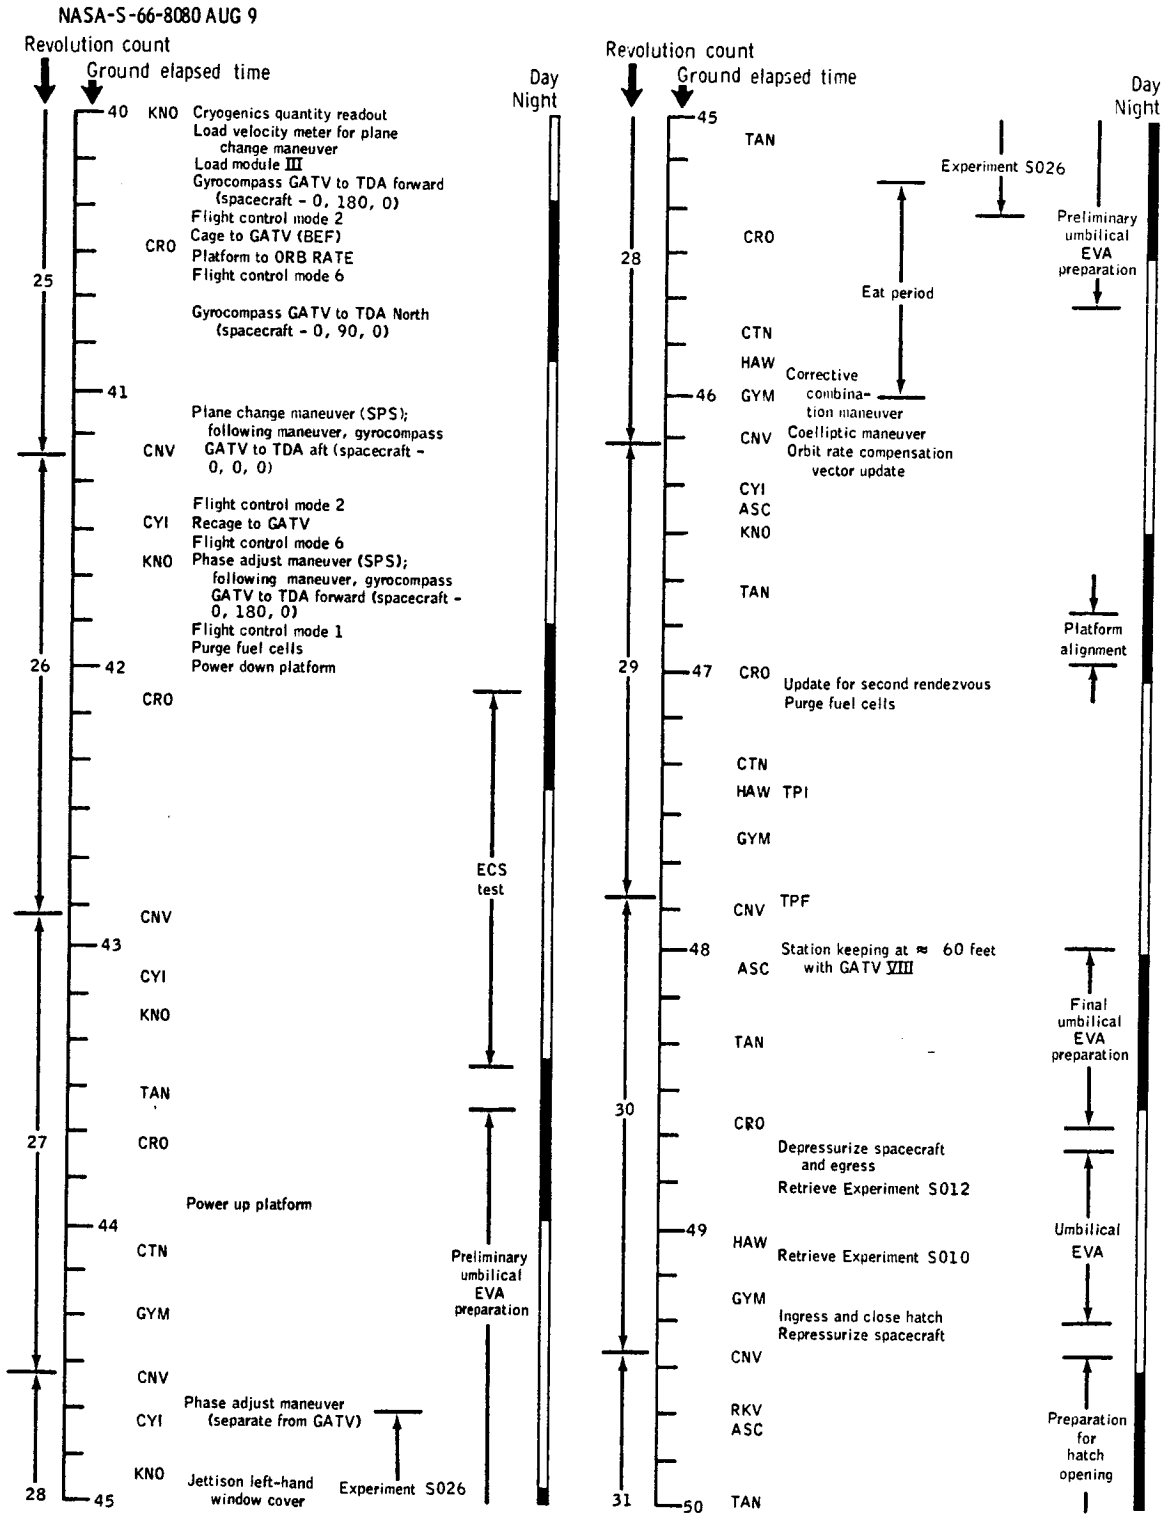 NASA-S-66-8080 AUG 9
Revolution count
Ground elapsed time
Day
Night
40
KNO Cryogenics quantity readout
Load velocity meter for plane
change maneuver
Load module III
Gyrocompass GATV to TDA forward
(spacecraft - 0, 180, 0)
Flight control mode 2
CRO Cage to GATV (BEF)
Platform to ORB RATE
Flight control mode 6
25
Gyrocompass GATV to TDA North
(spacecraft - 0, 90, 0)
41
Plane change maneuver (SPS);
following maneuver, gyrocompass
CNV GATV to TDA aft (spacecraft -
0, 0, 0)
Flight control mode 2
CYI Recage to GATV
Flight control mode 6
KNO Phase adjust maneuver (SPS);
following maneuver, gyrocompass
GATV to TDA forward (spacecraft -
0, 180, 0)
Flight control mode 1
Purge fuel cells
26
42
Power down platform
CRO
ECS
test
CNV
43
CYI
KNO
TAN
27
CRO
Power up platform
44
CTN
Preliminary
umbilical
EVA
preparation
GYM
CNV
Phase adjust maneuver
CYI (separate from GATV)
KNO
Jettison left-hand
window cover
Experiment S026
28
45
Revolution count
Ground elapsed time
Day
Night
45
TAN
Experiment S026
Preliminary
umbilical
EVA
preparation
CRO
28
Eat period
CTN
HAW
Corrective
combina-
tion maneuver
46
GYM
CNV Coelliptic maneuver
Orbit rate compensation
vector update
CYI
ASC
KNO
TAN
Platform
alignment
29
47
CRO
Update for second rendezvous
Purge fuel cells
CTN
HAW TPI
GYM
CNV TPF
48
Station keeping at ≈ 60 feet
ASC with GATV VIII
Final
umbilical
EVA
preparation
TAN
30
CRO
Depressurize spacecraft
and egress
Retrieve Experiment S012
49
Umbilical
EVA
HAW
Retrieve Experiment S010
GYM
Ingress and close hatch
Repressurize spacecraft
CNV
RKV
ASC
Preparation
for
hatch
opening
31
50
TAN